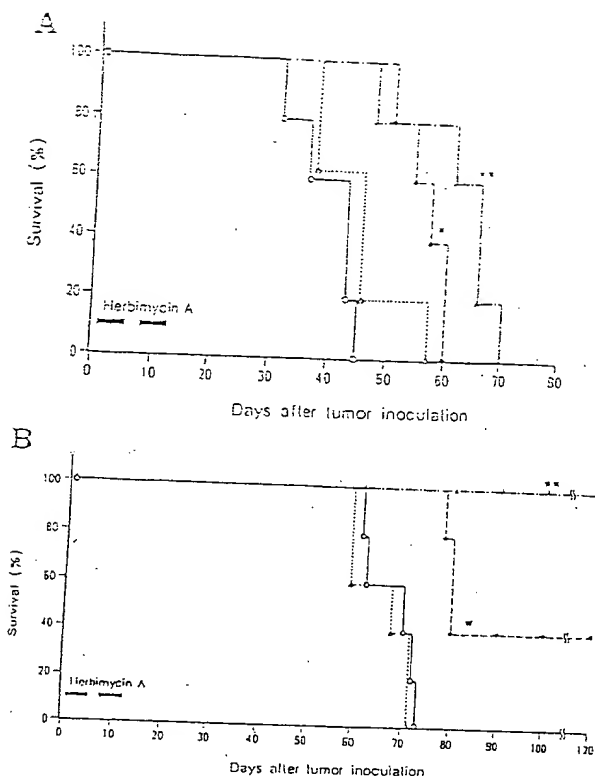 A
100
80
60
40
20
0
Survival (%)
**
*
Herbimycin A
0 10 20 30 40 50 60 70 80
Days after tumor inoculation
B
100
80
60
40
20
0
Survival (%)
**
*
Herbimycin A
0 10 20 30 40 50 60 70 80 90 100 120
Days after tumor inoculation